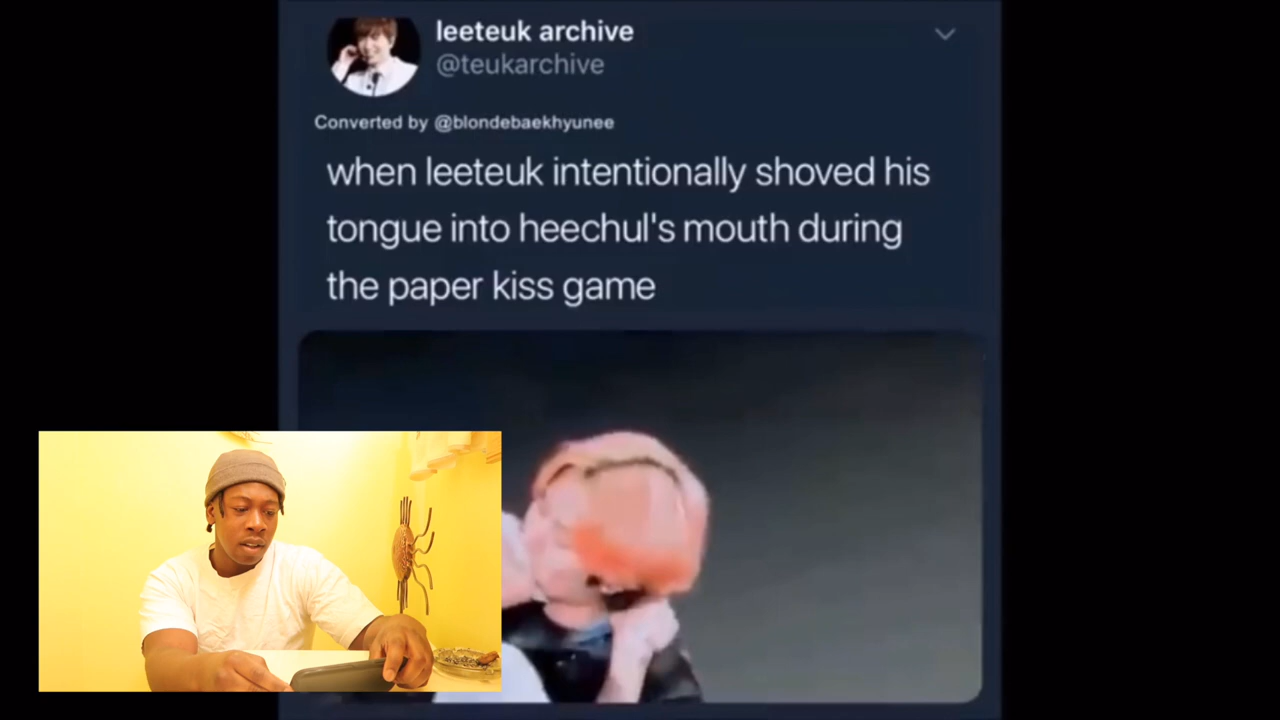 leeteuk archive
@teukarchive
Converted by @blondebaekhyunee
when leeteuk intentionally shoved his
tongue into heechul's mouth during
the paper kiss game